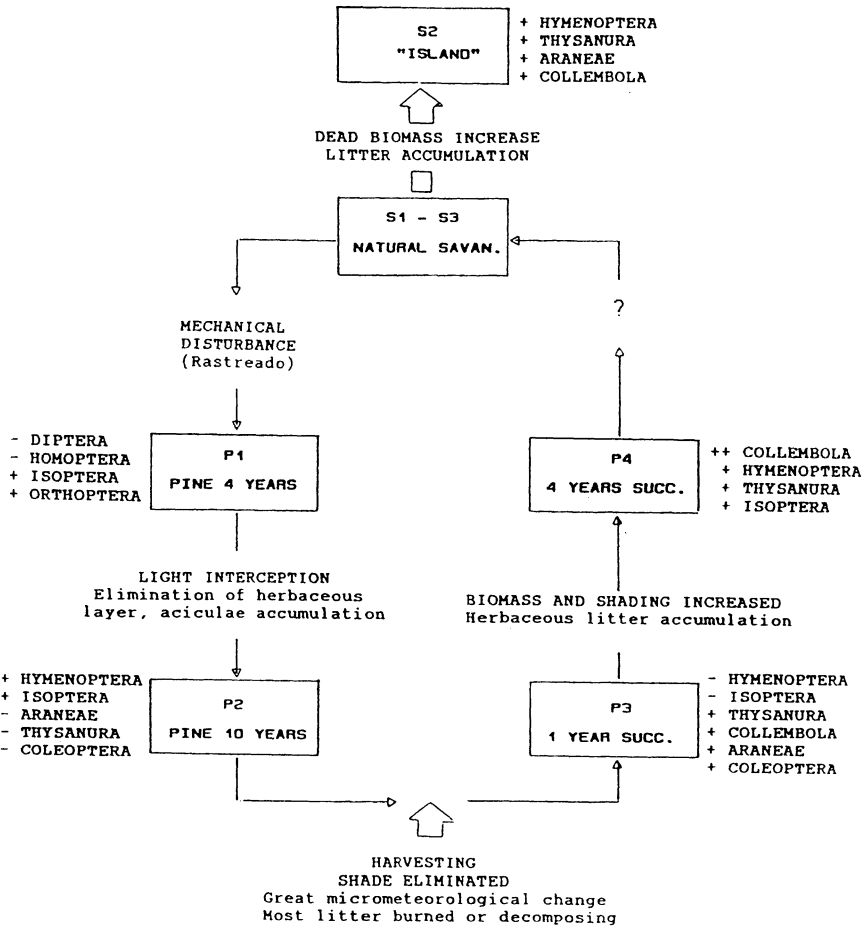 S2
"ISLAND"
+ HYMENOPTERA
+ THYSANURA
+ ARANEAE
+ COLLEMBOLA
DEAD BIOMASS INCREASE
LITTER ACCUMULATION
S1 - S3
NATURAL SAVAN.
MECHANICAL
DISTURBANCE
(Rastreado)
?
- DIPTERA
- HOMOPTERA
+ ISOPTERA
+ ORTHOPTERA
P1
PINE 4 YEARS
P4
4 YEARS SUCC.
++ COLLEMBOLA
+ HYMENOPTERA
+ THYSANURA
+ ISOPTERA
LIGHT INTERCEPTION
Elimination of herbaceous
layer, aciculae accumulation
BIOMASS AND SHADING INCREASED
Herbaceous litter accumulation
+ HYMENOPTERA
+ ISOPTERA
- ARANEAE
- THYSANURA
- COLEOPTERA
P2
PINE 10 YEARS
P3
1 YEAR SUCC.
- HYMENOPTERA
- ISOPTERA
+ THYSANURA
+ COLLEMBOLA
+ ARANEAE
+ COLEOPTERA
HARVESTING
SHADE ELIMINATED
Great micrometeorological change
Most litter burned or decomposing